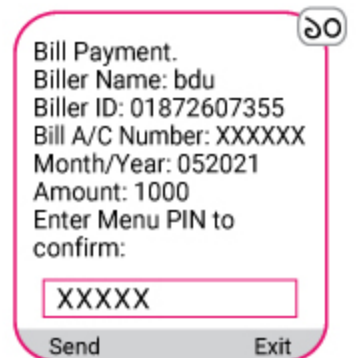 ১০
Bill Payment.
Biller Name: bdu
Biller ID: 01872607355
Bill A/C Number: XXXXXX
Month/Year: 052021
Amount: 1000
Enter Menu PIN to
confirm:
XXXXX
Send Exit